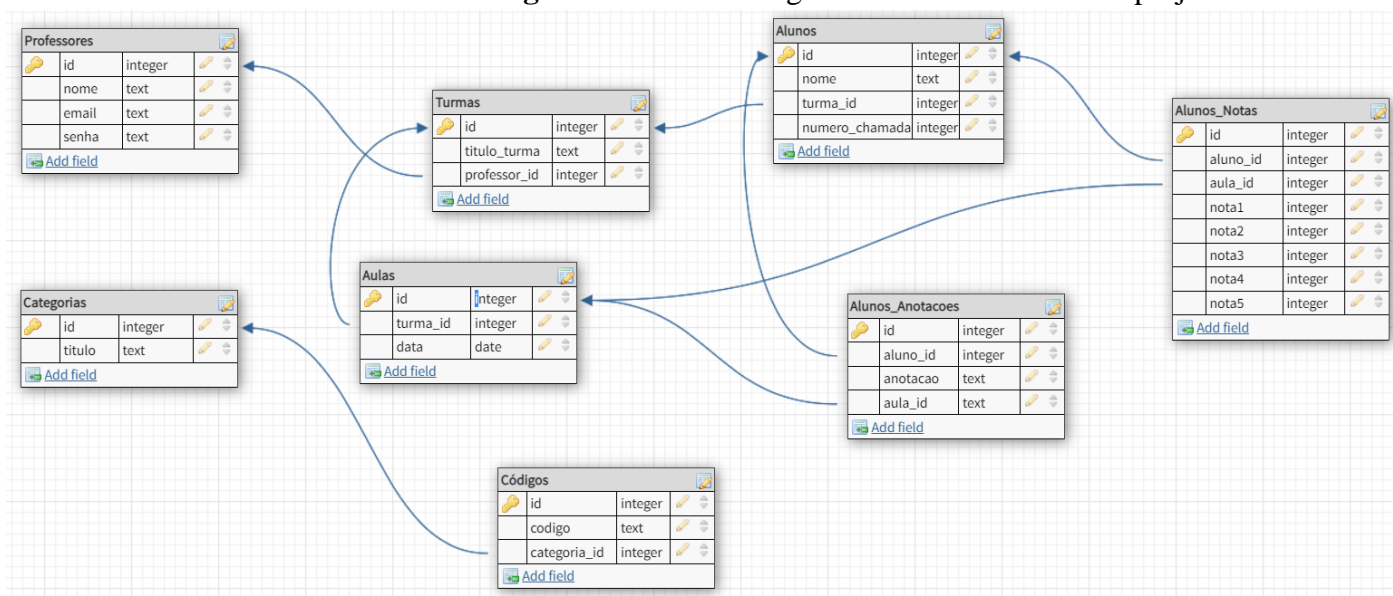 Professores
id integer
nome text
email text
senha text
Add field
Turmas
id integer
titulo_turma text
professor_id integer
Add field
Alunos
id integer
nome text
turma_id integer
numero_chamada integer
Add field
Alunos_Notas
id integer
aluno_id integer
aula_id integer
nota1 integer
nota2 integer
nota3 integer
nota4 integer
nota5 integer
Add field
Categorias
id integer
titulo text
Add field
Aulas
id integer
turma_id integer
data date
Add field
Alunos_Anotacoes
id integer
aluno_id integer
anotacao text
aula_id text
Add field
Códigos
id integer
codigo text
categoria_id integer
Add field